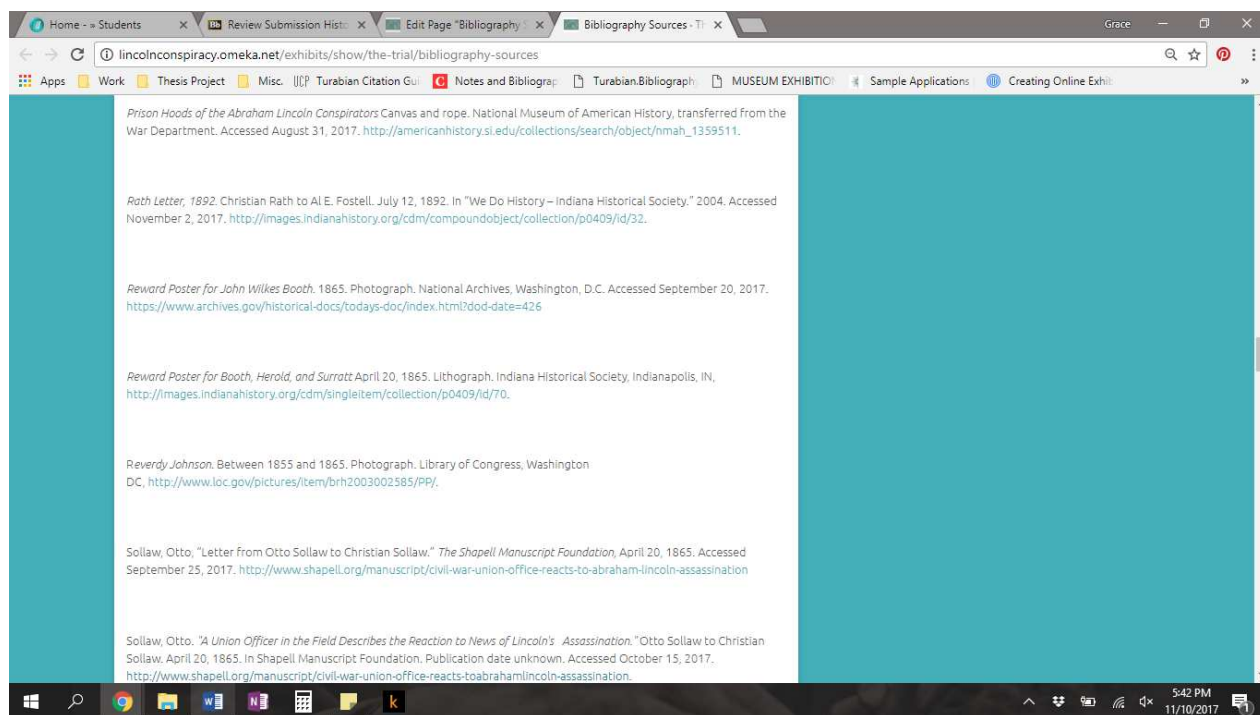 Home - » Students
Review Submission Histo
Edit Page "Bibliography S
Bibliography Sources · Th
Grace
lincolnconspiracy.omeka.net/exhibits/show/the-trial/bibliography-sources
Apps Work Thesis Project Misc. UCP Turabian Citation Gui Notes and Bibliograp Turabian.Bibliography MUSEUM EXHIBITIO Sample Applications Creating Online Exhib »
Prison Hoods of the Abraham Lincoln Conspirators Canvas and rope. National Museum of American History, transferred from the
War Department. Accessed August 31, 2017. http://americanhistory.si.edu/collections/search/object/nmah_1359511.
Rath Letter, 1892. Christian Rath to Al E. Fostell. July 12, 1892. In "We Do History – Indiana Historical Society." 2004. Accessed
November 2, 2017. http://images.indianahistory.org/cdm/compoundobject/collection/p0409/id/32.
Reward Poster for John Wilkes Booth. 1865. Photograph. National Archives, Washington, D.C. Accessed September 20, 2017.
https://www.archives.gov/historical-docs/todays-doc/index.html?dod-date=426
Reward Poster for Booth, Herold, and Surratt April 20, 1865. Lithograph. Indiana Historical Society, Indianapolis, IN,
http://images.indianahistory.org/cdm/singleitem/collection/p0409/id/70.
Reverdy Johnson. Between 1855 and 1865. Photograph. Library of Congress, Washington
DC, http://www.loc.gov/pictures/item/brh2003002585/PP/.
Sollaw, Otto, "Letter from Otto Sollaw to Christian Sollaw." The Shapell Manuscript Foundation, April 20, 1865. Accessed
September 25, 2017. http://www.shapell.org/manuscript/civil-war-union-office-reacts-to-abraham-lincoln-assassination
Sollaw, Otto. "A Union Officer in the Field Describes the Reaction to News of Lincoln's Assassination." Otto Sollaw to Christian
Sollaw. April 20, 1865. In Shapell Manuscript Foundation. Publication date unknown. Accessed October 15, 2017.
http://www.shapell.org/manuscript/civil-war-union-office-reacts-toabrahamlincoln-assassination.
5:42 PM
11/10/2017